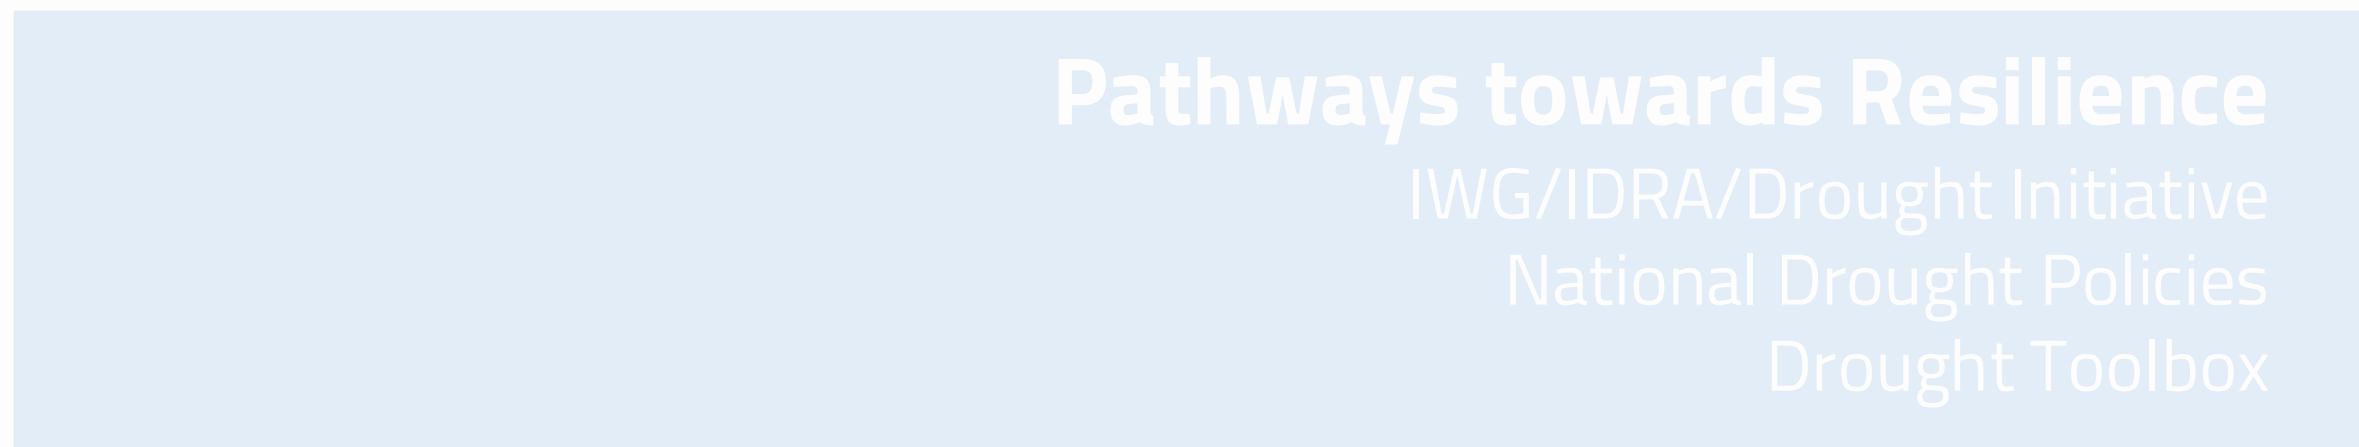 Pathways towards Resilience
IWG/IDRA/Drought Initiative
National Drought Policies
Drought Toolbox